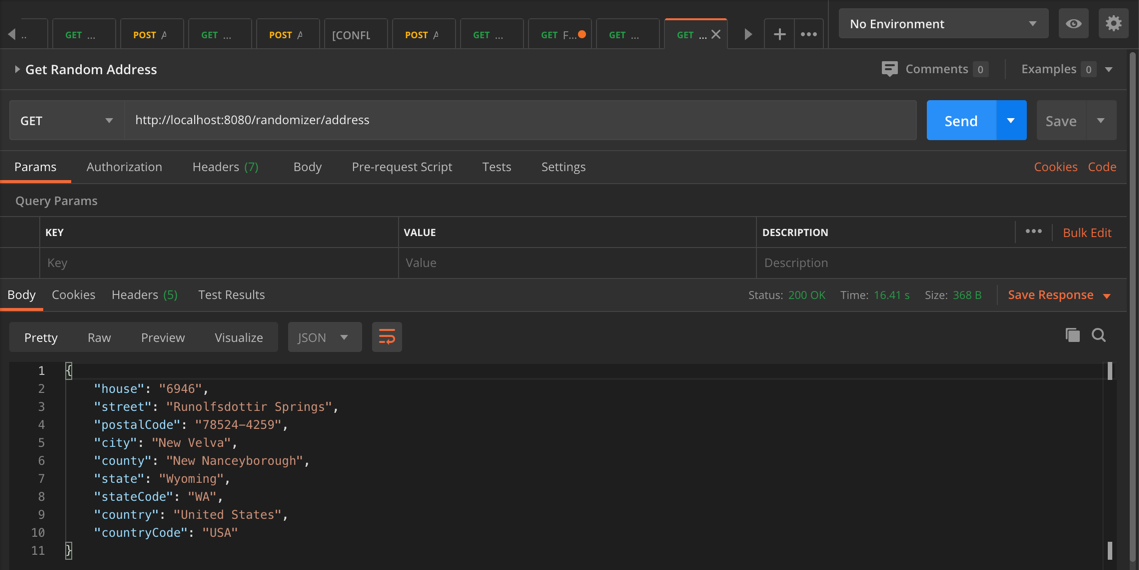 .. GET ... POST A GET ... POST A [CONFL POST A GET ... GET F... GET ... GET ... No Environment
Get Random Address Comments 0 Examples 0
GET http://localhost:8080/randomizer/address Send Save
Params Authorization Headers (7) Body Pre-request Script Tests Settings Cookies Code
Query Params
KEY VALUE DESCRIPTION ••• Bulk Edit
Key Value Description
Body Cookies Headers (5) Test Results Status: 200 OK Time: 16.41 s Size: 368 B Save Response
Pretty Raw Preview Visualize JSON
1 {
2 "house": "6946",
3 "street": "Runolfsdottir Springs",
4 "postalCode": "78524-4259",
5 "city": "New Velva",
6 "county": "New Nanceyborough",
7 "state": "Wyoming",
8 "stateCode": "WA",
9 "country": "United States",
10 "countryCode": "USA"
11 }